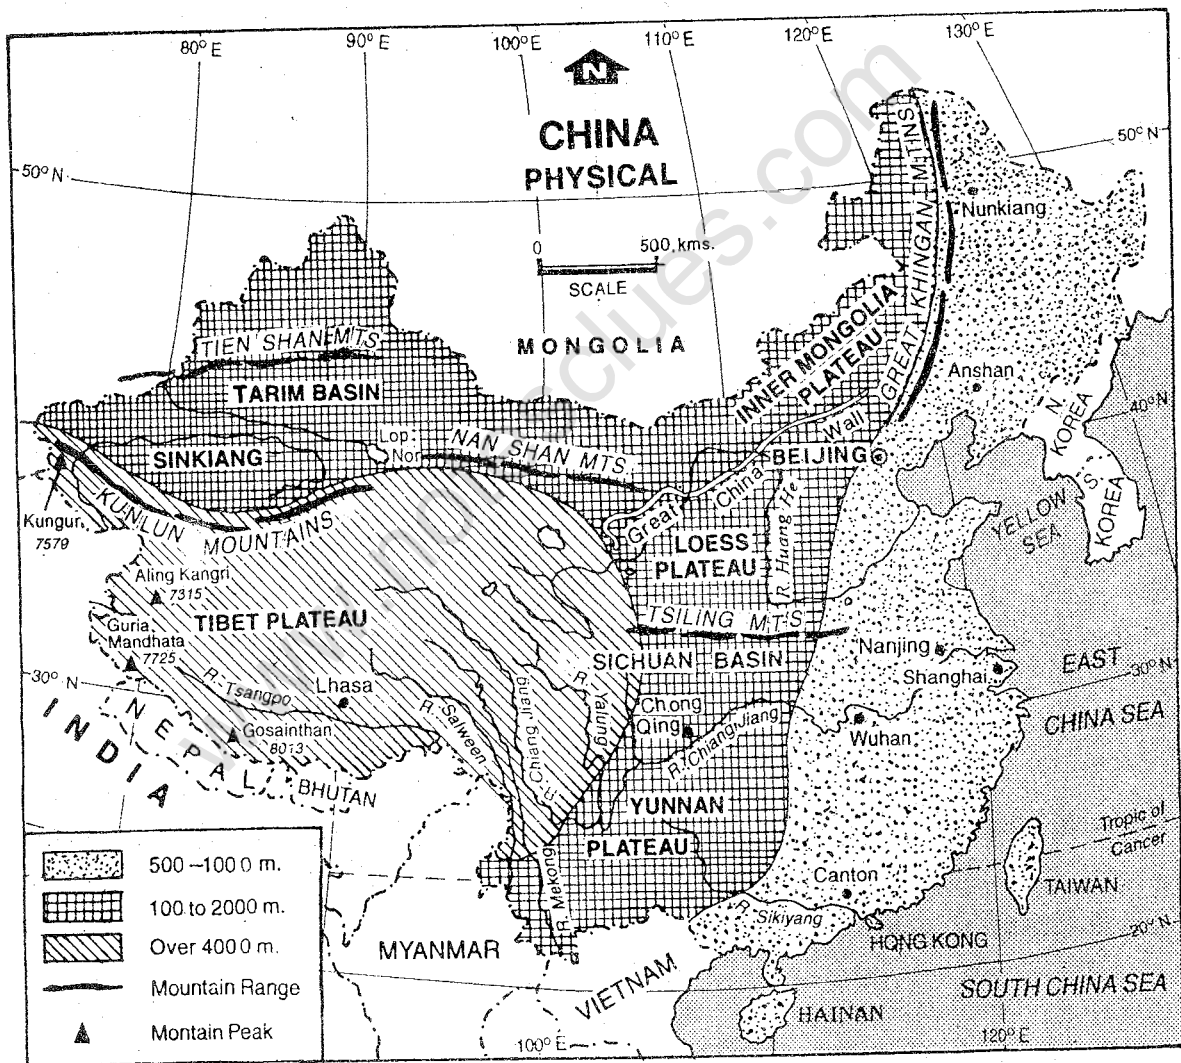 80° E
90° E
100° E
110° E
120° E
130° E
N
CHINA
PHYSICAL
50° N
50° N
0 500 kms.
SCALE
GREAT KHINGAN MTNS
Nunkiang
TIEN SHAN MTS.
MONGOLIA
INNER MONGOLIA
PLATEAU
TARIM BASIN
Anshan
40° N
N
KOREA
Lop
Nor
NAN SHAN MTS.
Great China Wall
BEIJING
SINKIANG
S
KOREA
YELLOW
SEA
KUNLUN MOUNTAINS
Kungur
7579
LOESS
PLATEAU
R. Huang He
Aling Kangri
7315
TIBET PLATEAU
TSILING MTS
Guria
Mandhata
7725
Nanjing
SICHUAN BASIN
Shanghai
EAST
CHINA SEA
30° N
30° N
R. Tsangpo
Lhasa
R. Salween
Chiang Jiang
R. Yalung
Chong
Qing
R. Chiang Jiang
Wuhan
INDIA
NEPAL
Gosainthan
8013
BHUTAN
YUNNAN
PLATEAU
Tropic of
Cancer
500-1000 m.
100 to 2000 m.
Over 4000 m.
Mountain Range
Montain Peak
R. Mekong
Canton
TAIWAN
R. Sikiyang
HONG KONG
20° N
MYANMAR
VIETNAM
SOUTH CHINA SEA
HAINAN
100° E
120° E